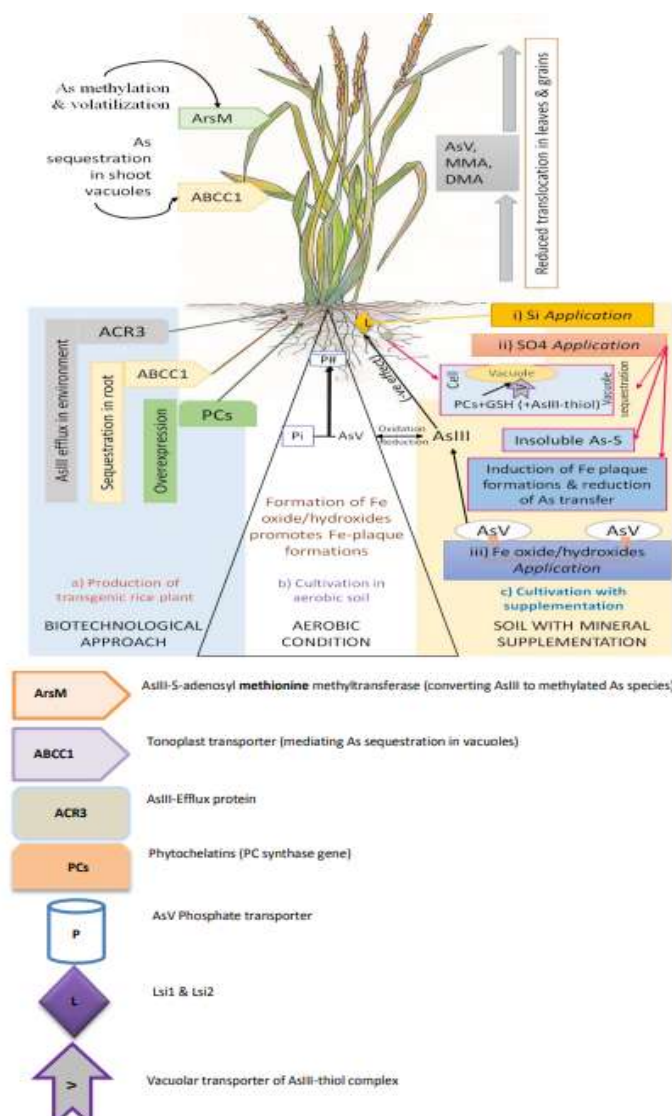 As methylation
& volatilization
ArsM
As
sequestration
in shoot
vacuoles
ABCC1
AsV,
MMA,
DMA
Reduced translocation in leaves & grains
ACR3
AsIII efflux in environment
ABCC1
Sequestration in root
PCs
Overexpression
L
i) Si Application
ii) SO4 Application
Cell
Vacuole
V
PCs+GSH (+AsIII-thiol)
Vacuole
sequestration
(-ve effect)
Pi
AsV
Oxidation
Reduction
AsIII
Insoluble As-S
Induction of Fe plaque
formations & reduction
of As transfer
AsV
AsV
iii) Fe oxide/hydroxides
Application
Formation of Fe
oxide/hydroxides
promotes Fe-plaque
formations
a) Production of
transgenic rice plant
b) Cultivation in
aerobic soil
c) Cultivation with
supplementation
BIOTECHNOLOGICAL
APPROACH
AEROBIC
CONDITION
SOIL WITH MINERAL
SUPPLEMENTATION
ArsM
AsIII-S-adenosyl methionine methyltransferase (converting AsIII to methylated As species)
ABCC1
Tonoplast transporter (mediating As sequestration in vacuoles)
ACR3
AsIII-Efflux protein
PCs
Phytochelatins (PC synthase gene)
P
AsV Phosphate transporter
L
Lsi1 & Lsi2
V
Vacuolar transporter of AsIII-thiol complex